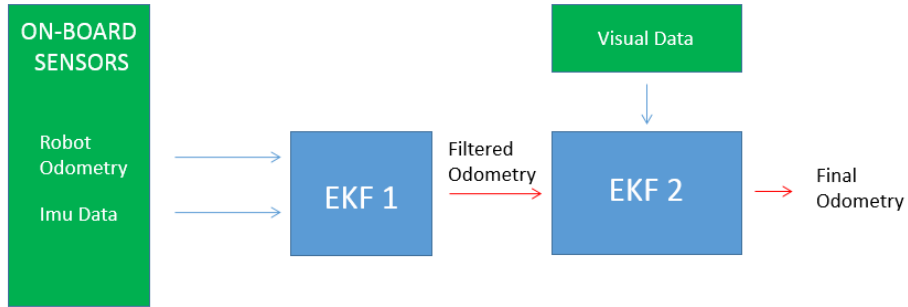 ON-BOARD
SENSORS
Robot
Odometry
Imu Data
EKF 1
Filtered
Odometry
Visual Data
EKF 2
Final
Odometry